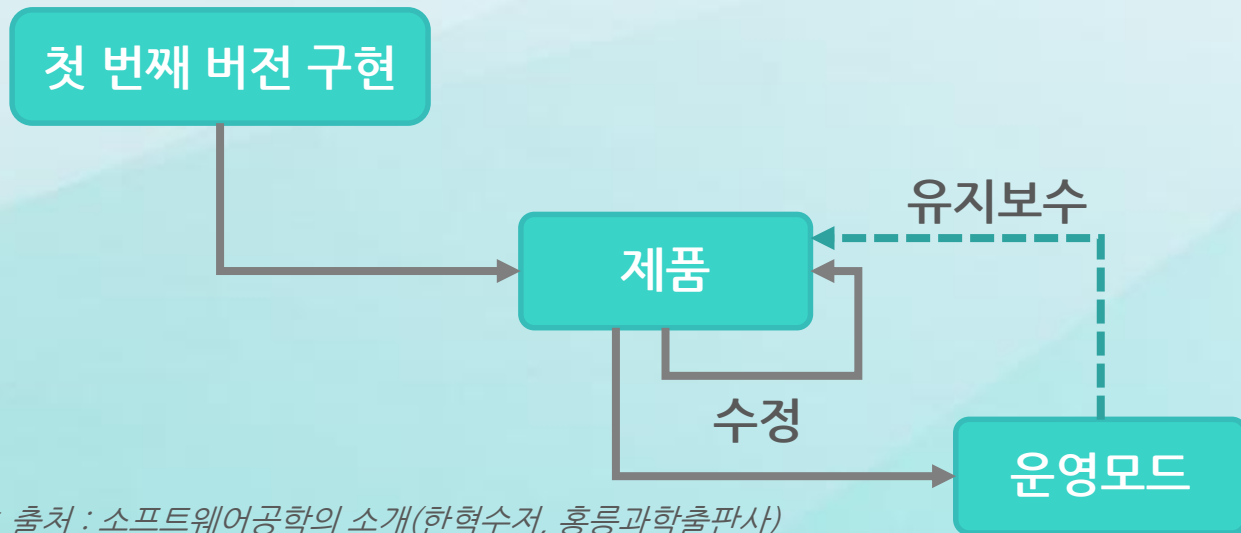 첫 번째 버전 구현
유지보수
제품
수정
운영모드
출처 : 소프트웨어공학의 소개(한혁수저, 홍릉과학출판사)